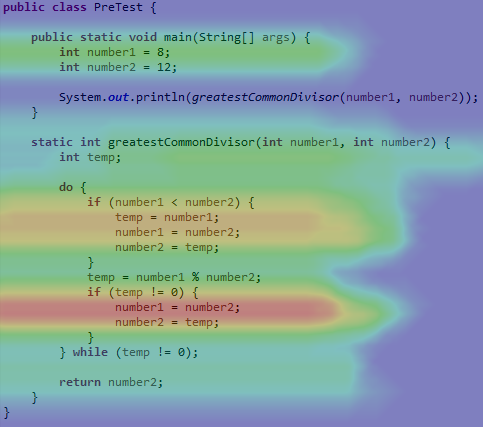 public class PreTest {
    public static void main(String[] args) {
        int number1 = 8;
        int number2 = 12;
        System.out.println(greatestCommonDivisor(number1, number2));
    }
    static int greatestCommonDivisor(int number1, int number2) {
        int temp;
        do {
            if (number1 < number2) {
                temp = number1;
                number1 = number2;
                number2 = temp;
            }
            temp = number1 % number2;
            if (temp != 0) {
                number1 = number2;
                number2 = temp;
            }
        } while (temp != 0);
        return number2;
    }
}